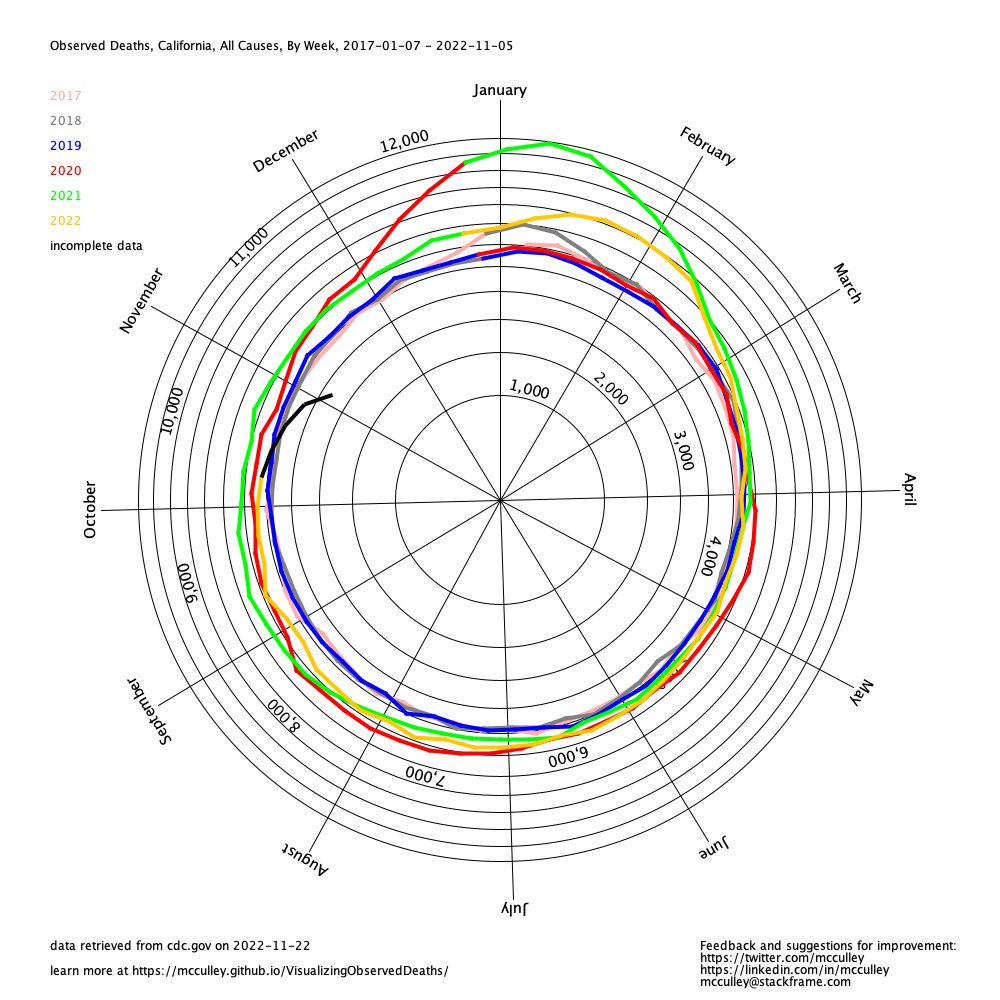 Observed Deaths, California, All Causes, By Week, 2017-01-07 - 2022-11-05
2017
2018
2019
2020
2021
2022
incomplete data
January
February
March
April
May
June
July
August
September
October
November
December
1,000
2,000
3,000
4,000
6,000
7,000
8,000
9,000
10,000
11,000
12,000
data retrieved from cdc.gov on 2022-11-22
learn more at https://mcculley.github.io/VisualizingObservedDeaths/
Feedback and suggestions for improvement:
https://twitter.com/mcculley
https://linkedin.com/in/mcculley
mcculley@stackframe.com